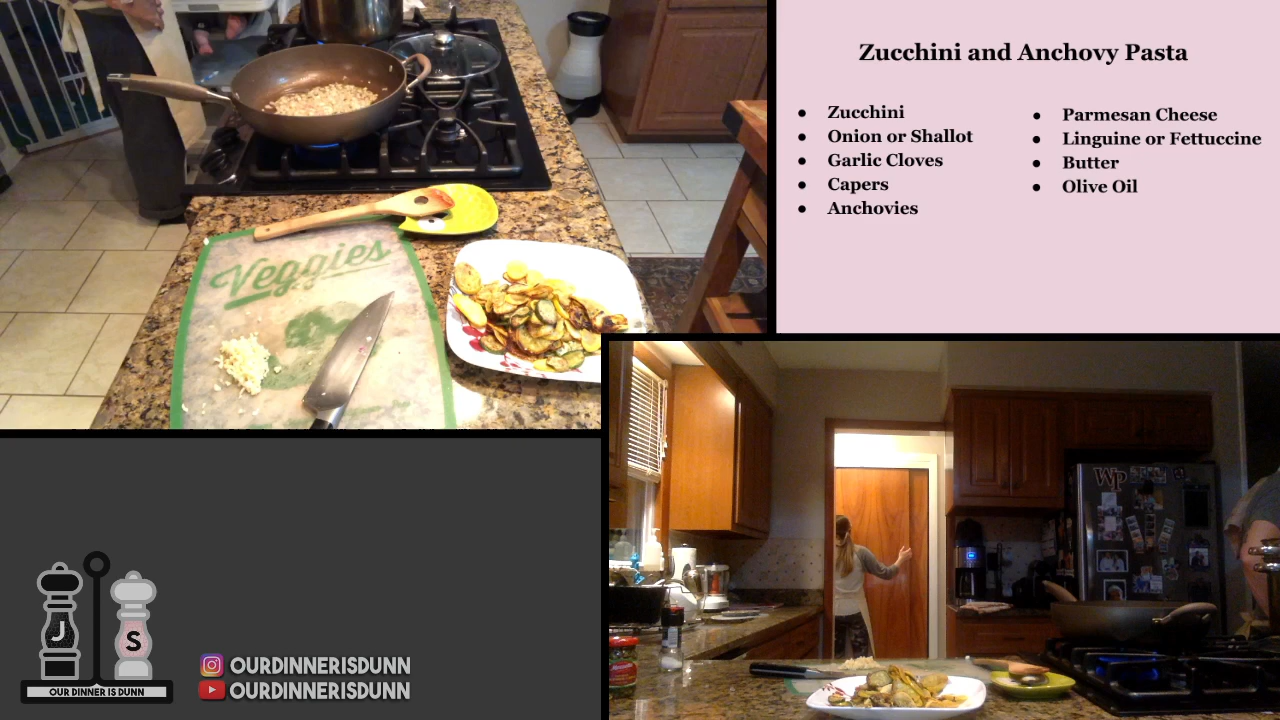 Zucchini and Anchovy Pasta
● Zucchini
● Onion or Shallot
● Garlic Cloves
● Capers
● Anchovies
● Parmesan Cheese
● Linguine or Fettuccine
● Butter
● Olive Oil
Veggies
WP
J
S
OUR DINNER IS DUNN
OURDINNERISDUNN
OURDINNERISDUNN